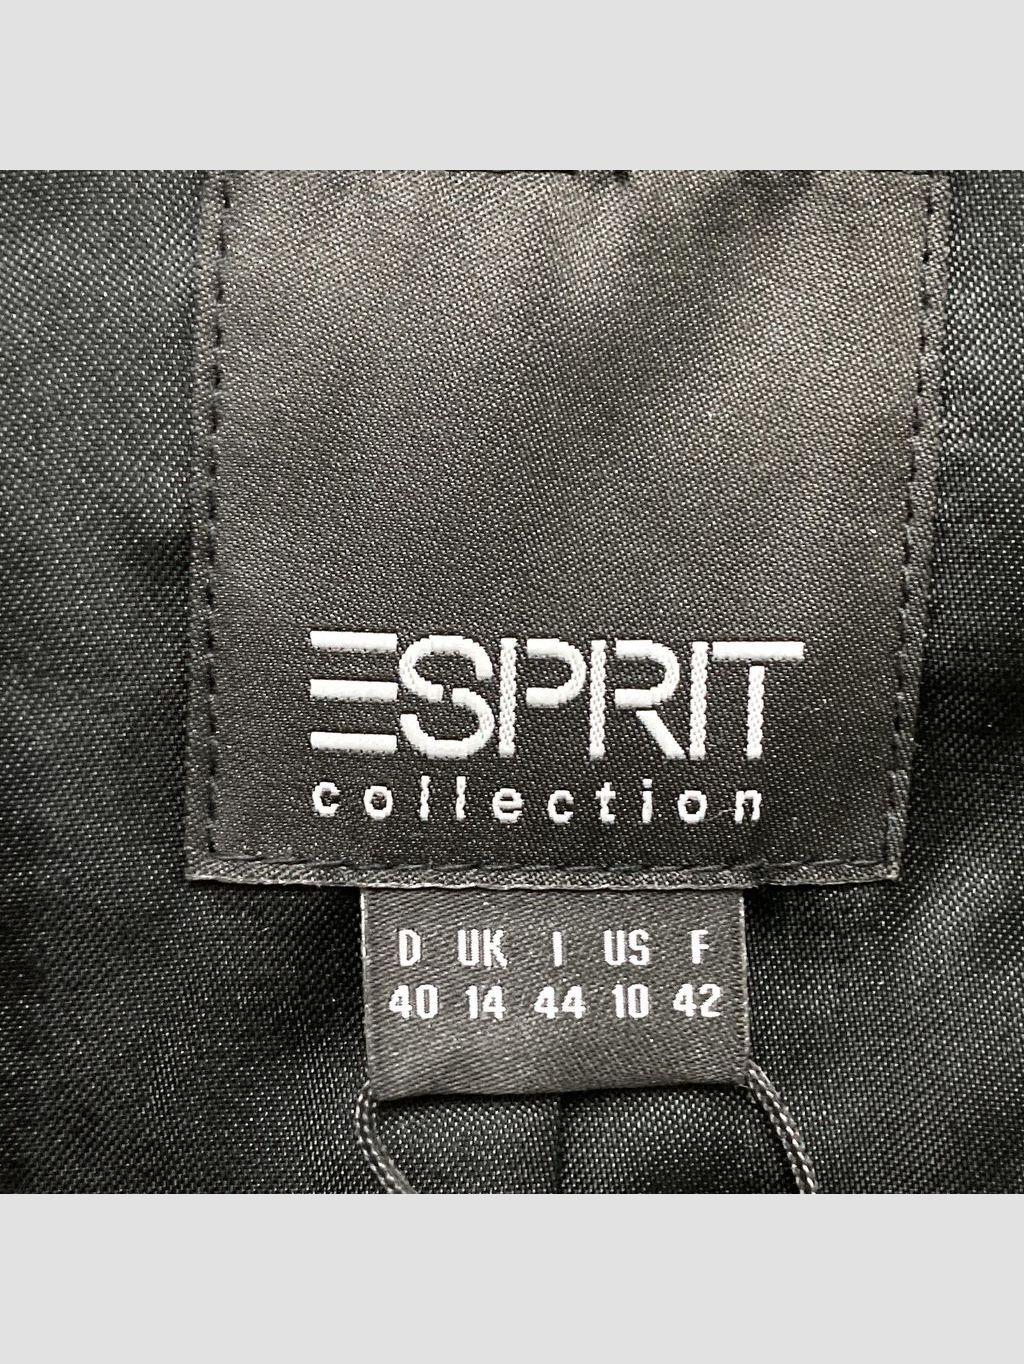 ESPRIT
collection
D UK I US F
40 14 44 10 42